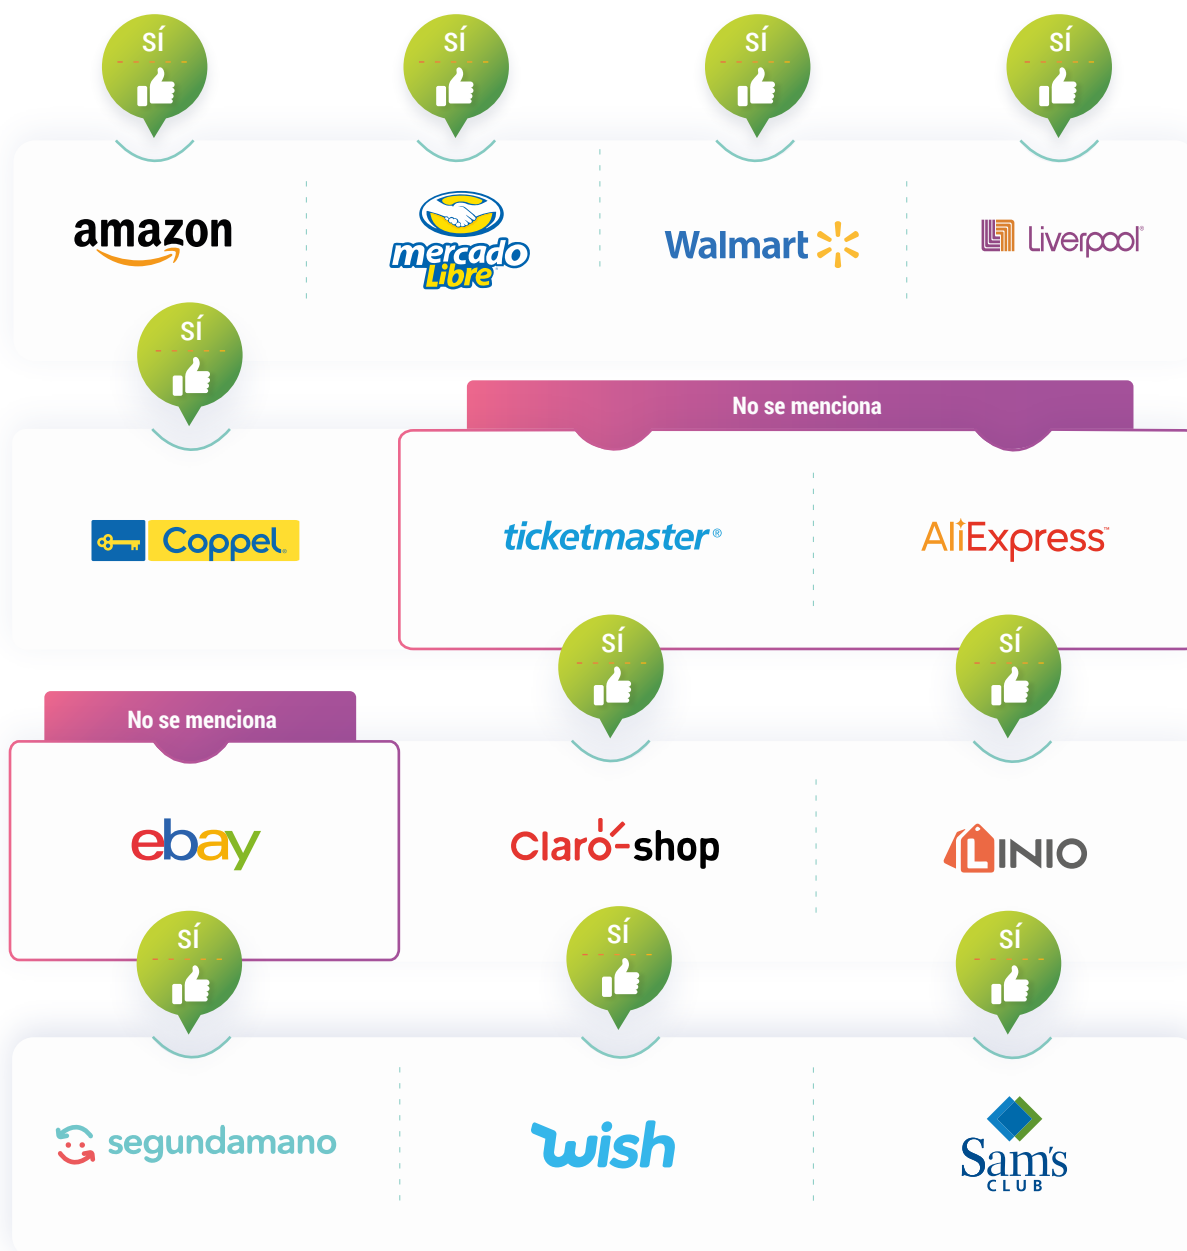 SÍ
SÍ
SÍ
SÍ
amazon
mercado
Libre
Walmart
Liverpool®
SÍ
No se menciona
Coppel
ticketmaster®
AliExpress™
SÍ
SÍ
No se menciona
ebay
Claro-shop
LINIO
SÍ
SÍ
SÍ
segundamano
wish
Sam's
CLUB